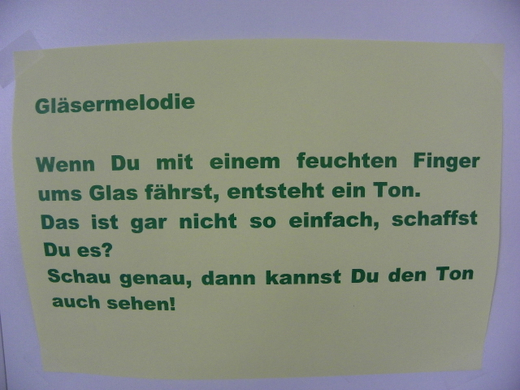 Gläsermelodie
Wenn Du mit einem feuchten Finger
ums Glas fährst, entsteht ein Ton.
Das ist gar nicht so einfach, schaffst
Du es?
Schau genau, dann kannst Du den Ton
auch sehen!